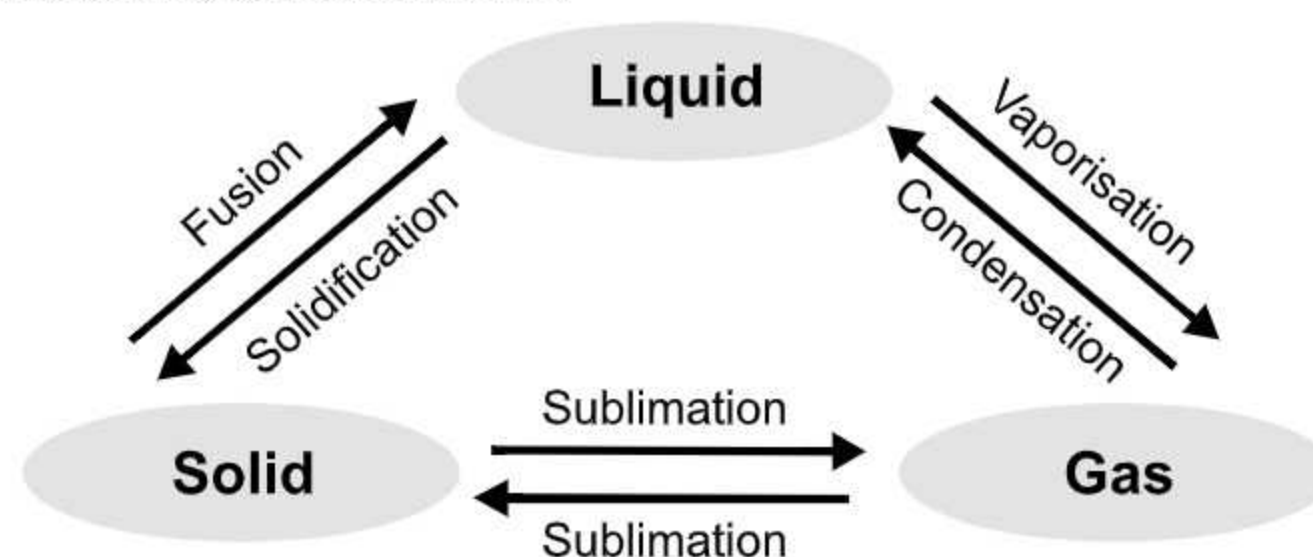 Liquid
Fusion
Solidification
Vaporisation
Condensation
Sublimation
Solid
Gas
Sublimation